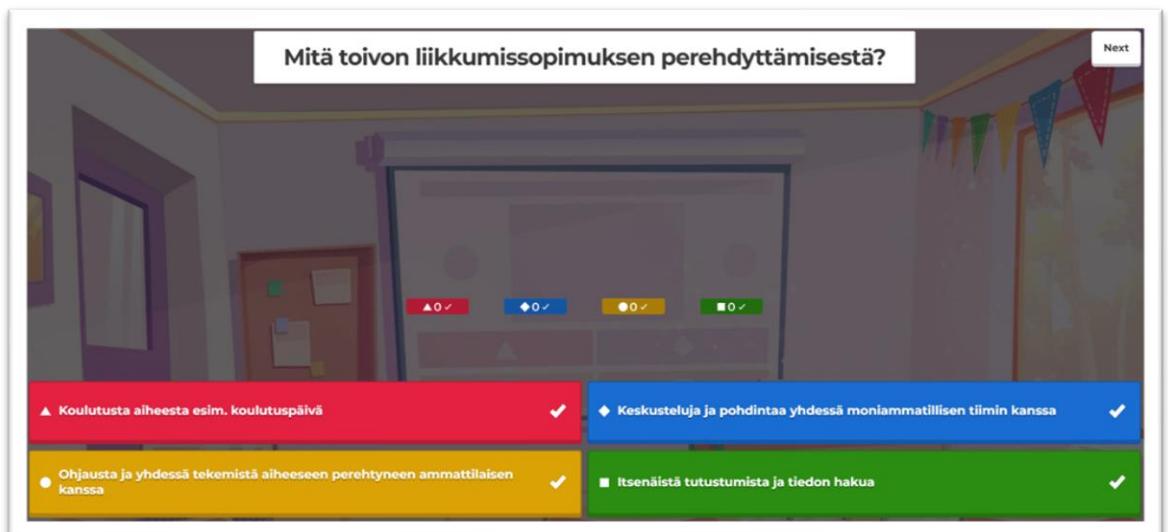 Mitä toivon liikkumissopimuksen perehdyttämisestä?
Next
▲ 0 ✓
◆ 0 ✓
● 0 ✓
■ 0 ✓
▲ Koulutusta aiheesta esim. koulutuspäivä ✓
◆ Keskusteluja ja pohdintaa yhdessä moniammatillisen tiimin kanssa ✓
● Ohjausta ja yhdessä tekemistä aiheeseen perehtyneen ammattilaisen
kanssa ✓
■ Itsenäistä tutustumista ja tiedon hakua ✓